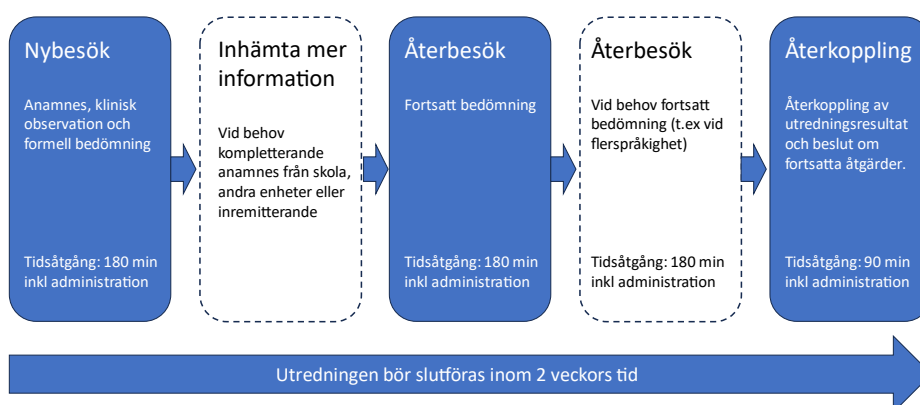 Nybesök
Anamnes, klinisk
observation och
formell bedömning
Tidsåtgång: 180 min
inkl administration
Inhämta mer
information
Vid behov
kompletterande
anamnes från skola,
andra enheter eller
inremitterande
Återbesök
Fortsatt bedömning
Tidsåtgång: 180 min
inkl administration
Återbesök
Vid behov fortsatt
bedömning (t.ex vid
flerspråkighet)
Tidsåtgång: 180 min
inkl administration
Återkoppling
Återkoppling av
utredningsresultat
och beslut om
fortsatta åtgärder.
Tidsåtgång: 90 min
inkl administration
Utredningen bör slutföras inom 2 veckors tid